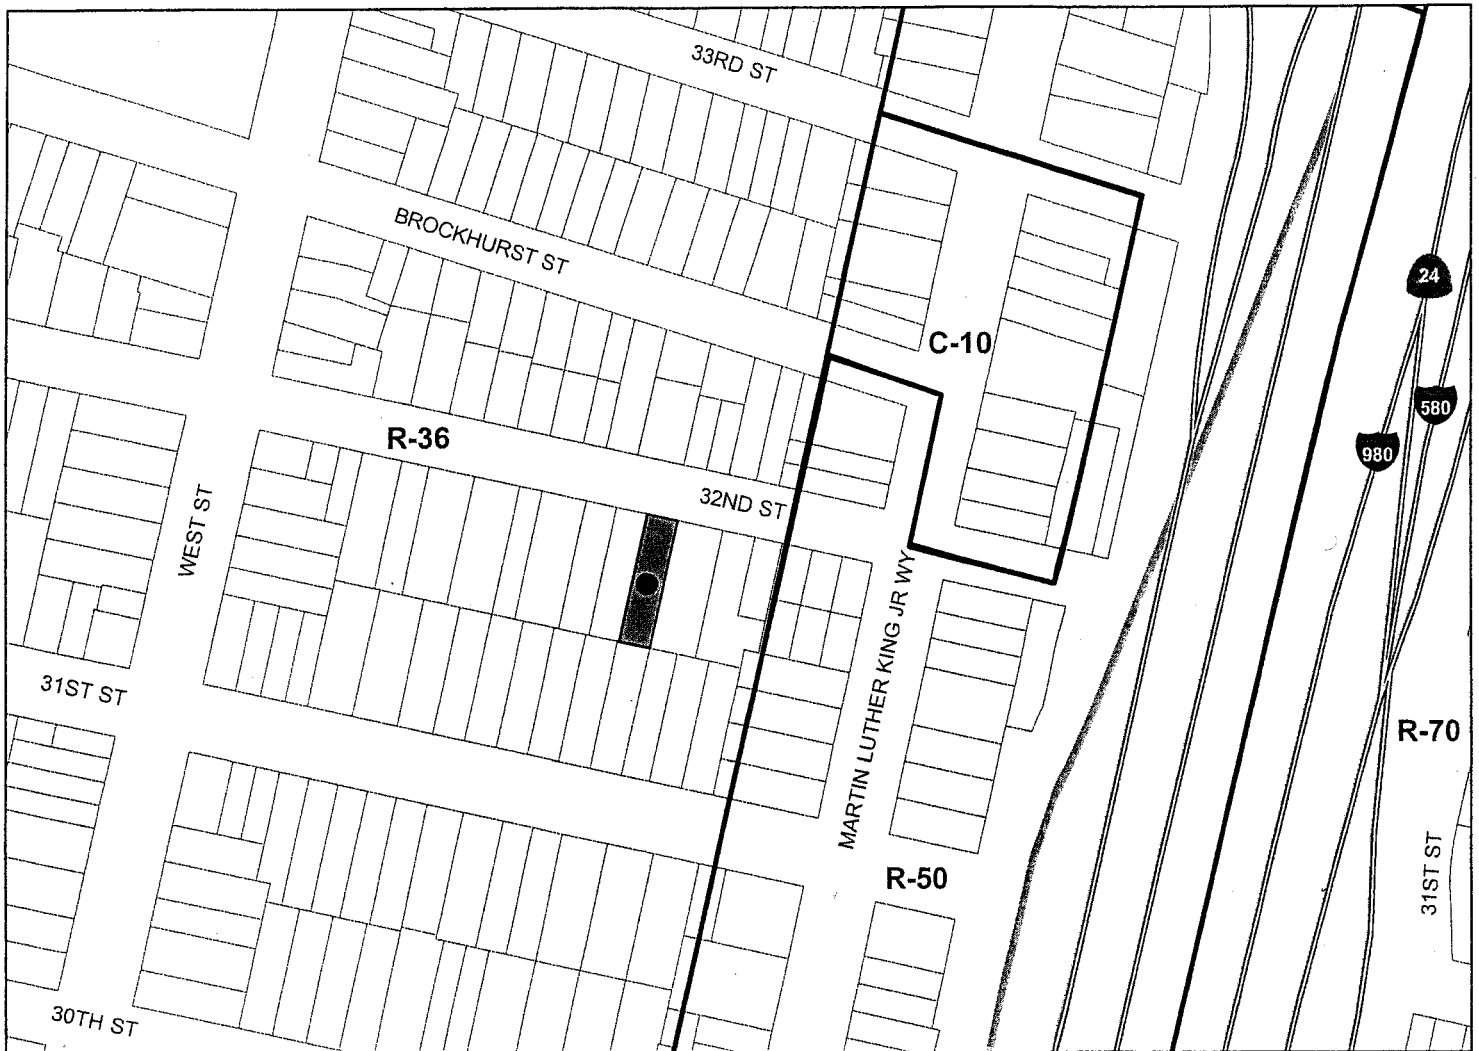 33RD ST
BROCKHURST ST
24
C-10
580
R-36
980
32ND ST
WEST ST
MARTIN LUTHER KING JR WY
31ST ST
R-70
R-50
31ST ST
30TH ST